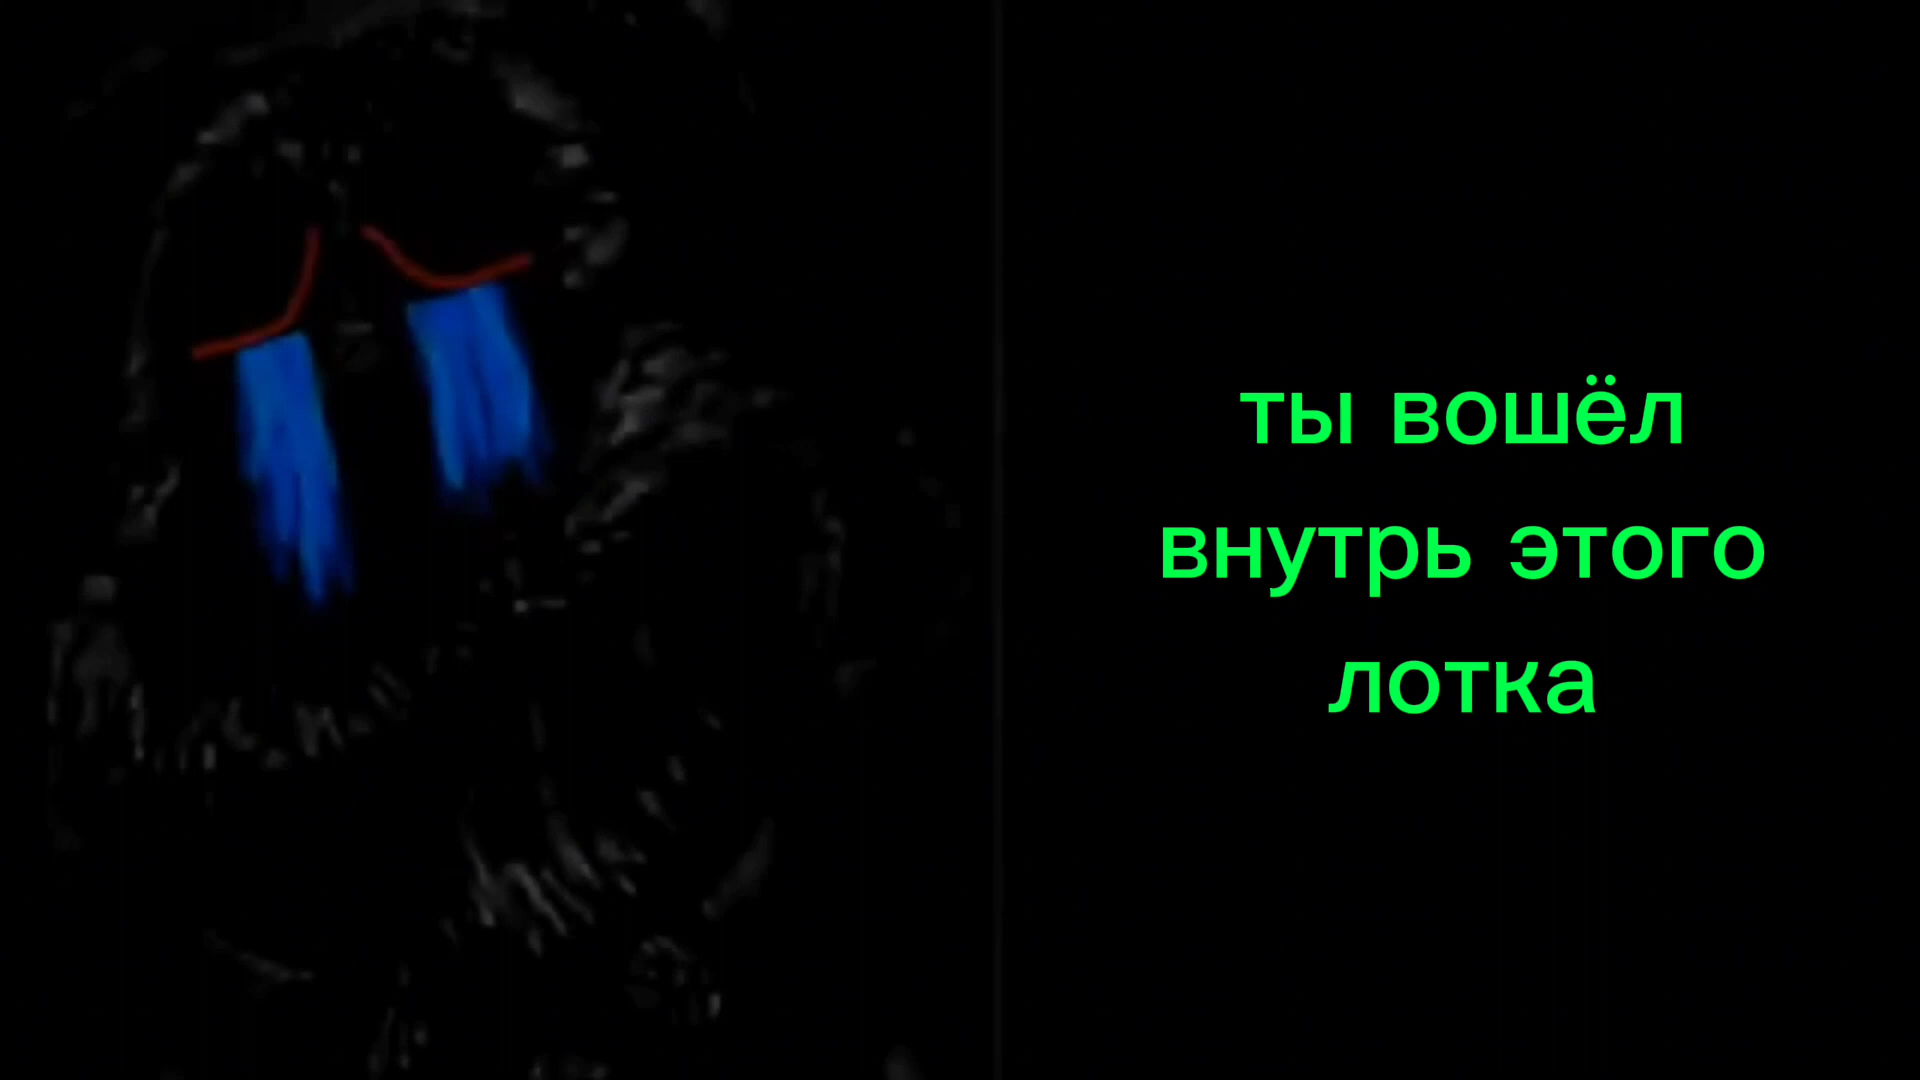 ты вошёл
внутрь этого
лотка